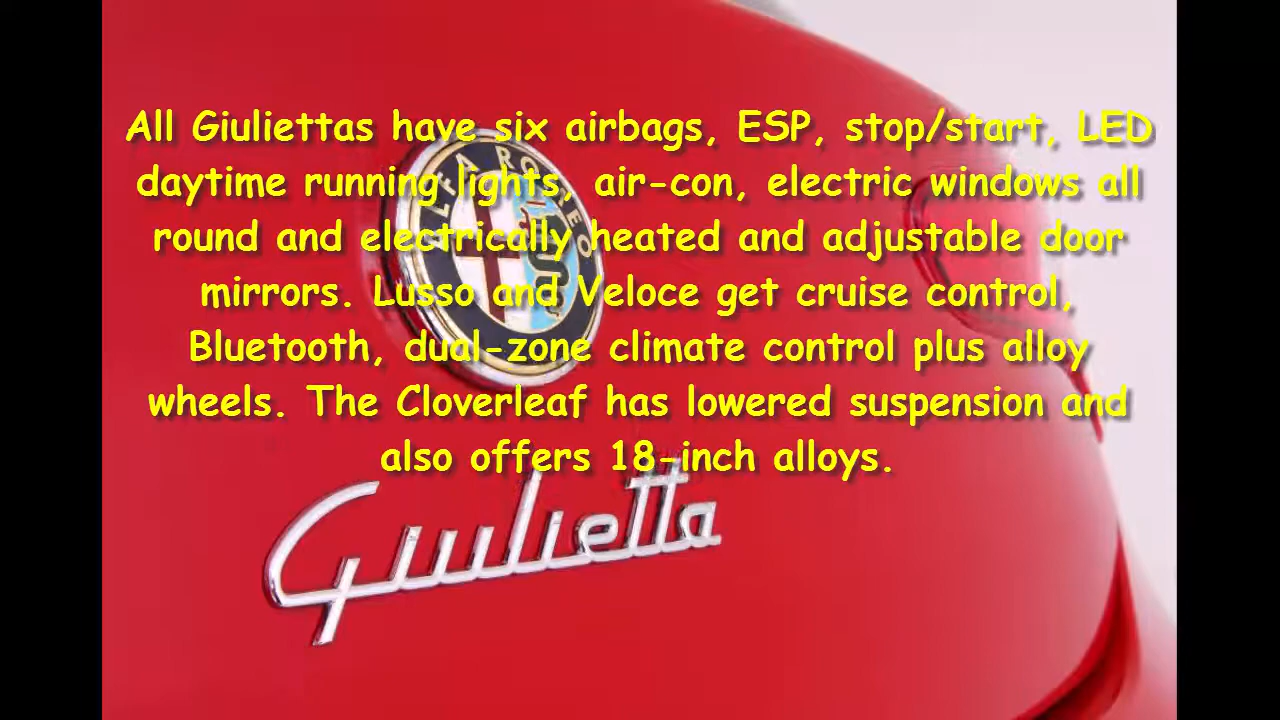 All Giuliettas have six airbags, ESP, stop/start, LED
daytime running lights, air-con, electric windows all
round and electrically heated and adjustable door
mirrors. Lusso and Veloce get cruise control,
Bluetooth, dual-zone climate control plus alloy
wheels. The Cloverleaf has lowered suspension and
also offers 18-inch alloys.
ALFA ROMEO
Giulietta